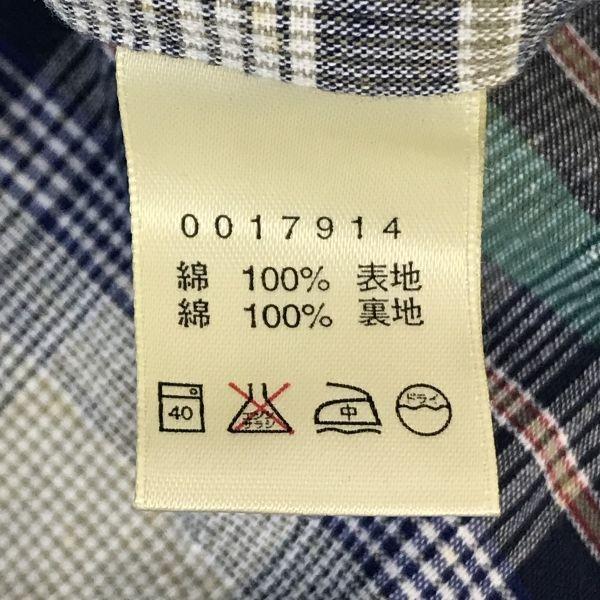 0017914
綿 100% 表地
綿 100% 裏地
40 エンソサラシ 中 ドライ